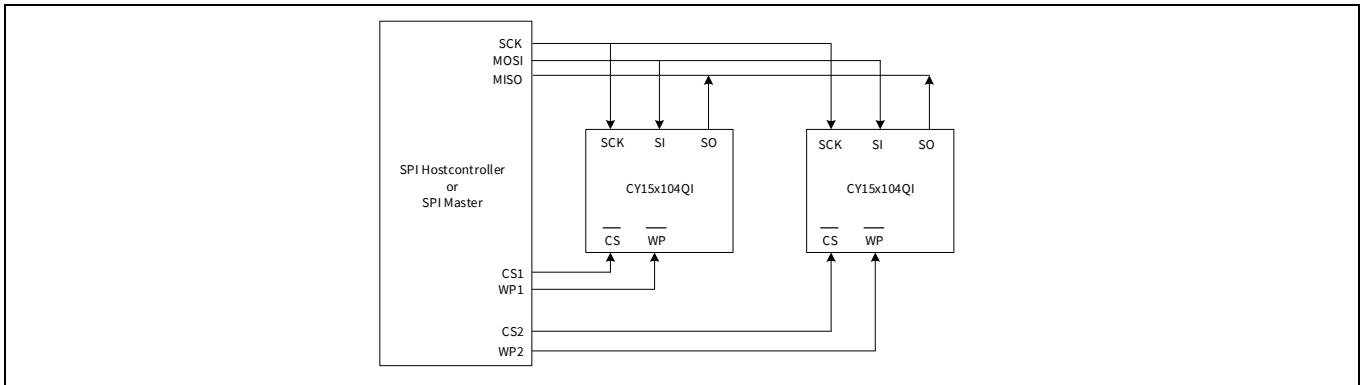 SCK
MOSI
MISO
SPI Hostcontroller
or
SPI Master
CS1
WP1
CS2
WP2
SCK SI SO
CY15x104QI
CS WP
SCK SI SO
CY15x104QI
CS WP